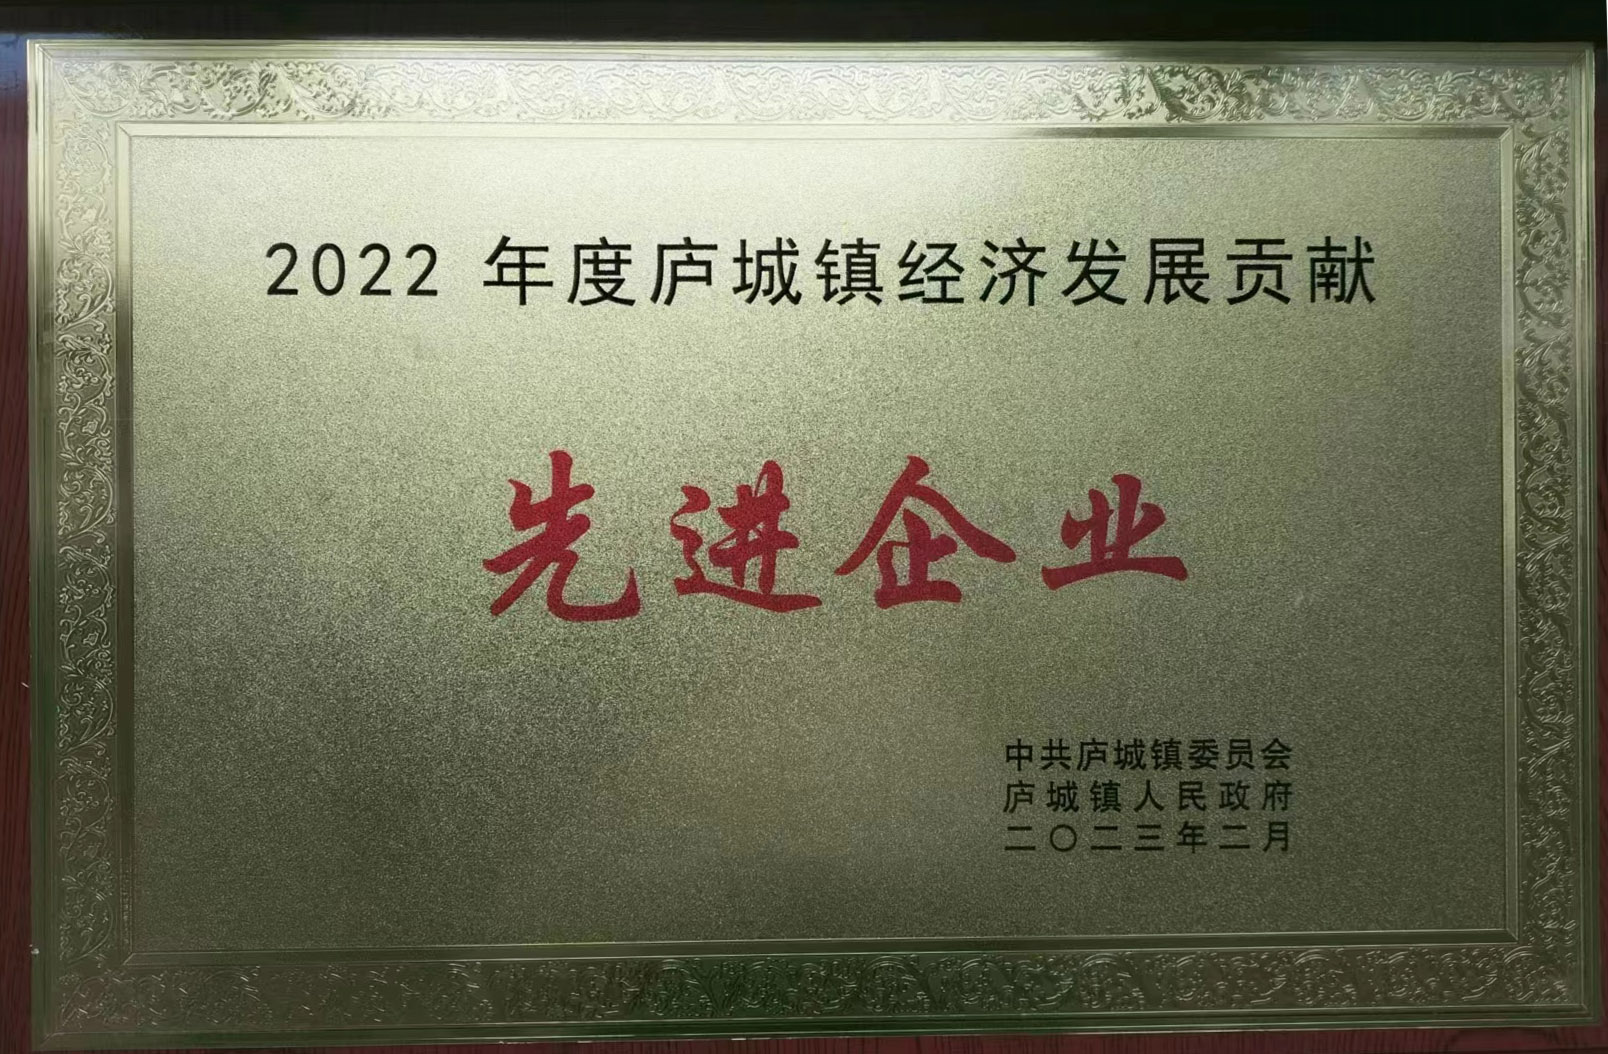 2022 年度庐城镇经济发展贡献
先进企业
中共庐城镇委员会
庐城镇人民政府
二〇二三年二月